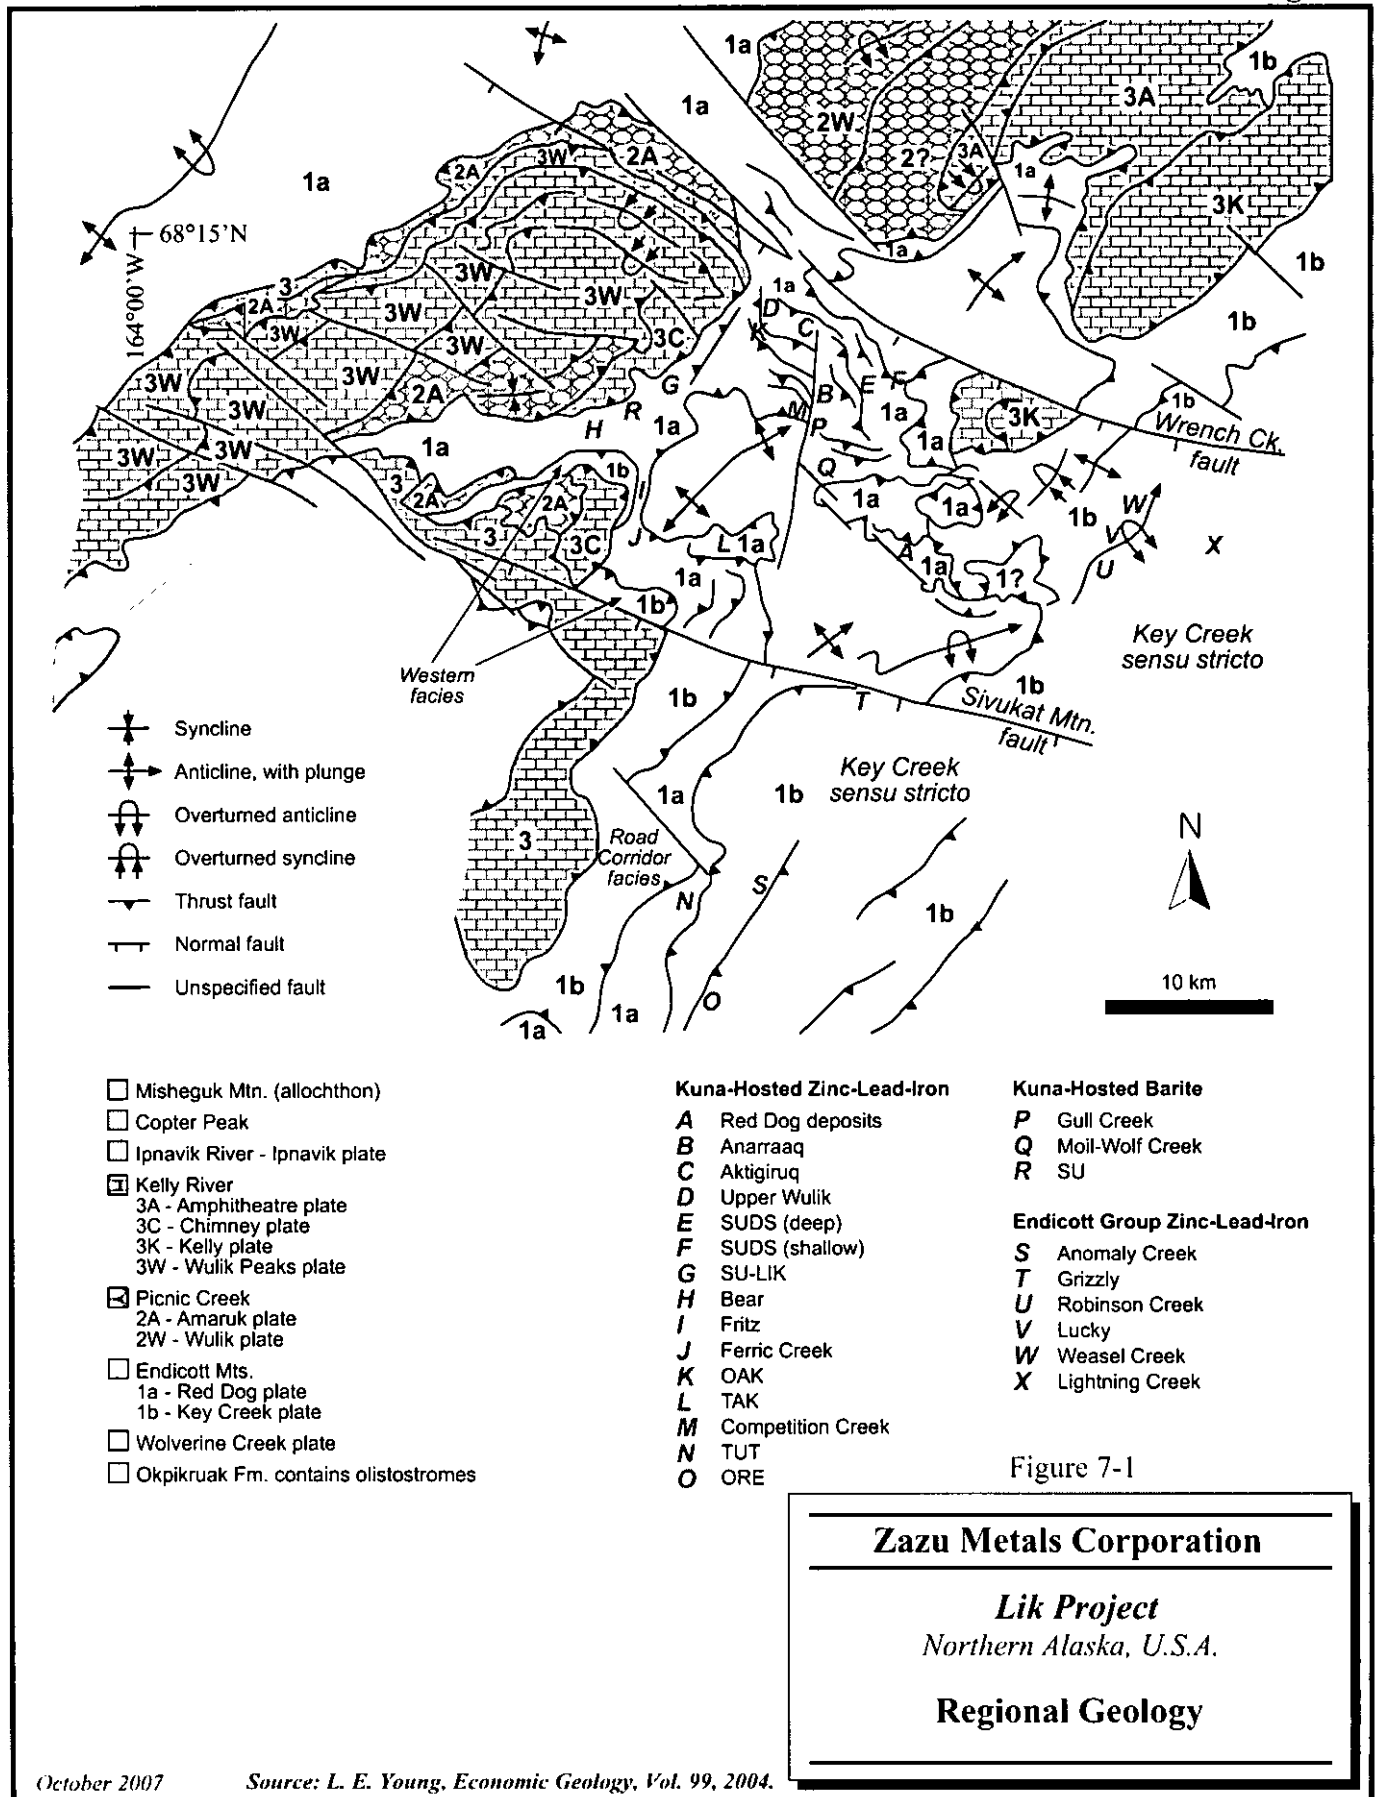 1a
1b
1a
3A
2W
3W
2A
2A
2?
3A
1a
1a
3K
68°15'N
164°00'W
1a
1b
3W
3
1a
3W
2A
3W
D
1b
3W
K
C
3C
3W
3W
3W
G
B
E
F
1b
2A
R
M
1a
3K
3W
H
1a
P
1a
Wrench Ck.
fault
3W
1a
Q
3W
1b
3W
3
I
1a
1a
2A
2A
W
1b
3
V
3C
J
L
1a
A
X
1a
1a
1?
U
1b
Key Creek
sensu stricto
Western
facies
1b
1b
T
Sivukat Mtn.
fault
Syncline
Anticline, with plunge
Key Creek
sensu stricto
1a
1b
Overturned anticline
N
3
Road
Corridor
facies
Overturned syncline
S
Thrust fault
N
1b
Normal fault
10 km
Unspecified fault
1b
O
1a
1a
Misheguk Mtn. (allochthon)
Copter Peak
Ipnavik River - Ipnavik plate
Kelly River
3A - Amphitheatre plate
3C - Chimney plate
3K - Kelly plate
3W - Wulik Peaks plate
Picnic Creek
2A - Amaruk plate
2W - Wulik plate
Endicott Mts.
1a - Red Dog plate
1b - Key Creek plate
Wolverine Creek plate
Okpikruak Fm. contains olistostromes
Kuna-Hosted Zinc-Lead-Iron
A Red Dog deposits
B Anarraaq
C Aktigiruq
D Upper Wulik
E SUDS (deep)
F SUDS (shallow)
G SU-LIK
H Bear
I Fritz
J Ferric Creek
K OAK
L TAK
M Competition Creek
N TUT
O ORE
Kuna-Hosted Barite
P Gull Creek
Q Moil-Wolf Creek
R SU
Endicott Group Zinc-Lead-Iron
S Anomaly Creek
T Grizzly
U Robinson Creek
V Lucky
W Weasel Creek
X Lightning Creek
Figure 7-1
Zazu Metals Corporation
Lik Project
Northern Alaska, U.S.A.
Regional Geology
October 2007
Source: L. E. Young, Economic Geology, Vol. 99, 2004.